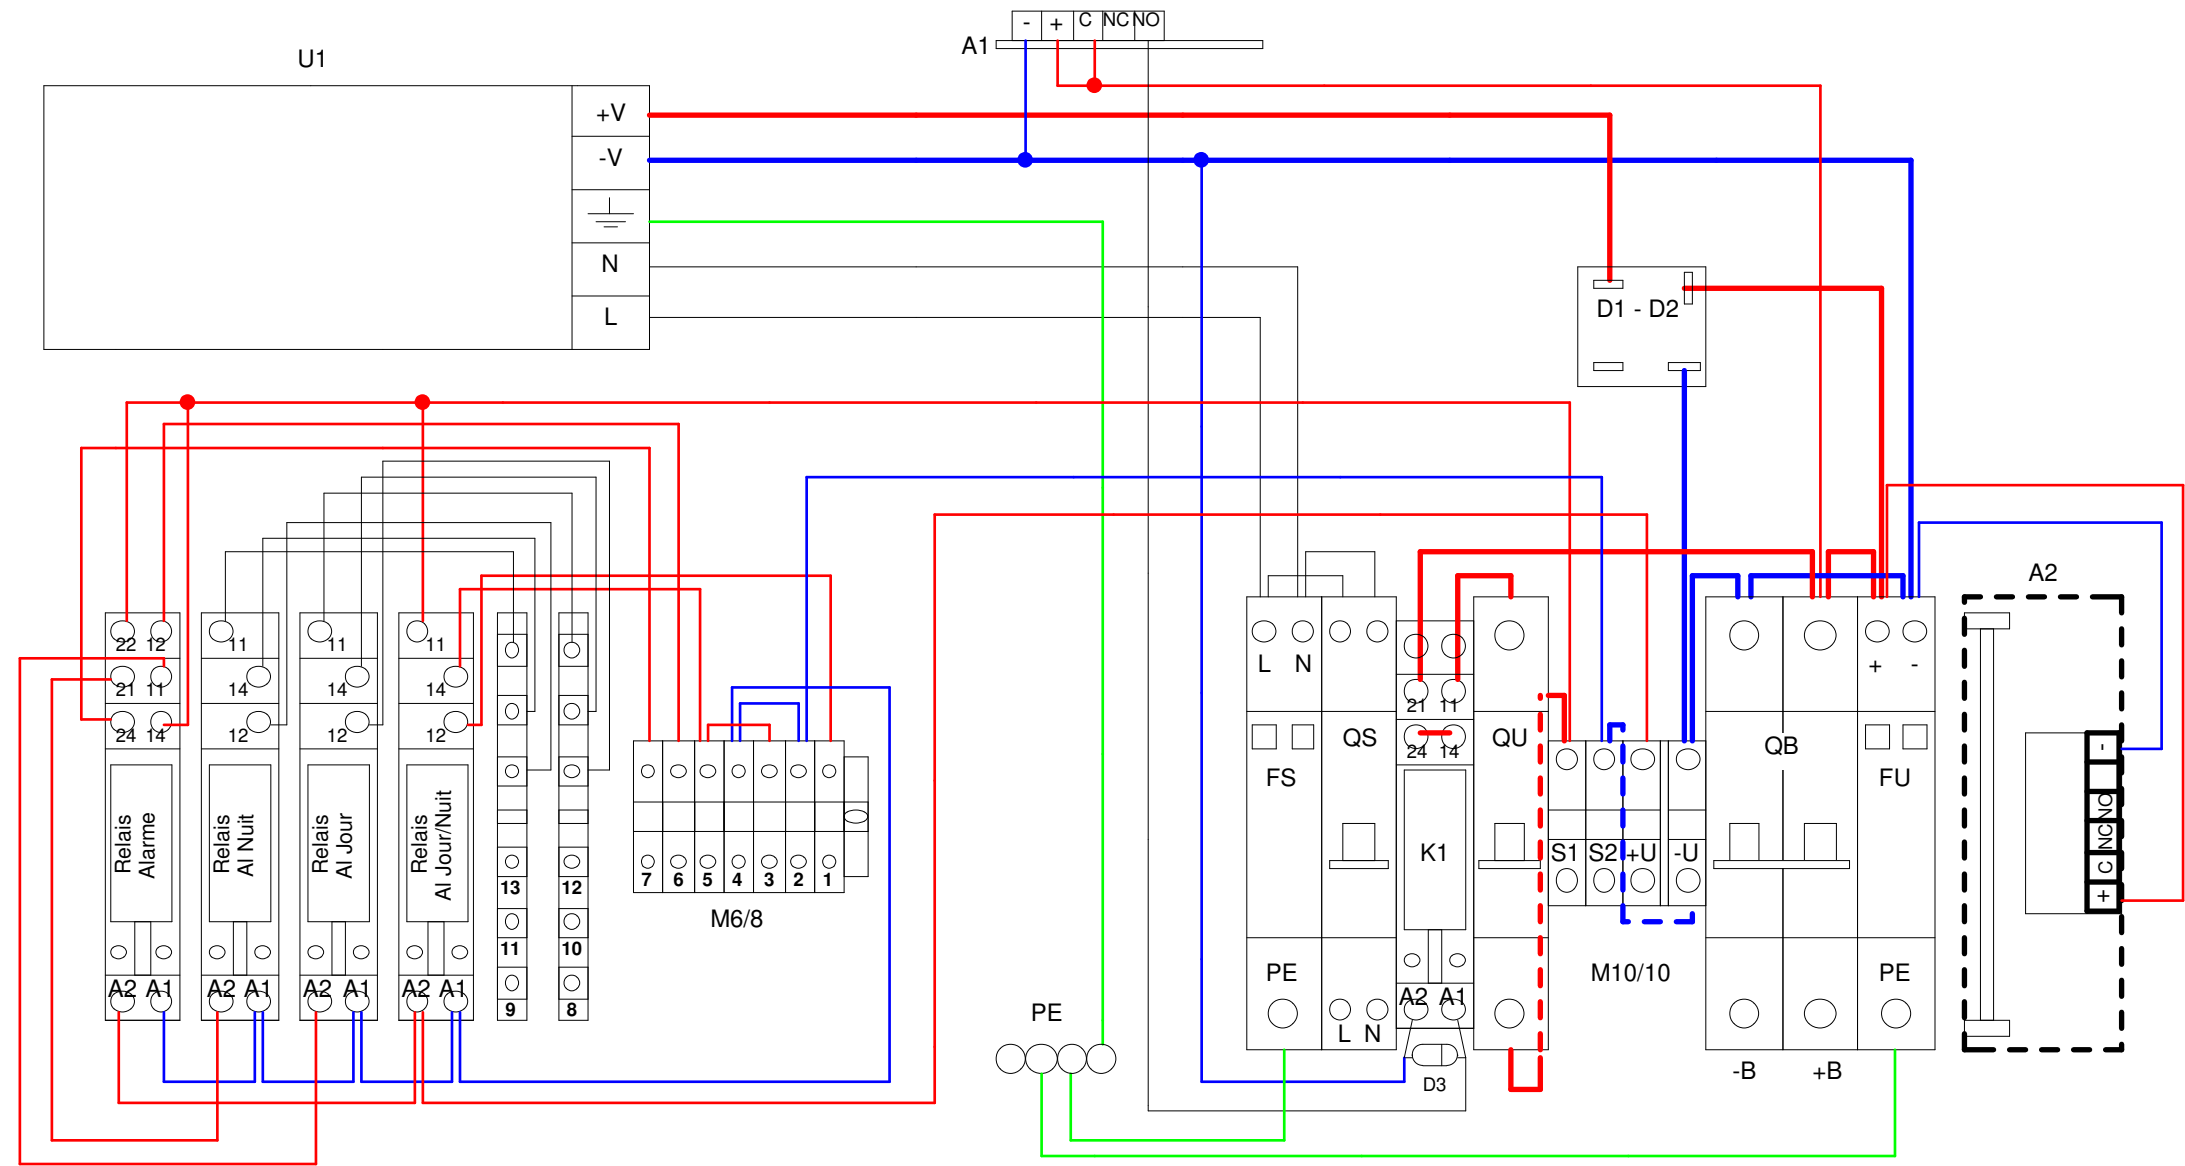 - + C NC NO
A1
U1
+V
-V
N
L
D1 - D2
A2
22 12
21 11
24 14
Relais
Alarme
A2 A1
11
14
12
Relais
Al Nuit
A2 A1
11
14
12
Relais
Al Jour
A2 A1
11
14
12
Relais
Al Jour/Nuit
A2 A1
13
11
9
12
10
8
7 6 5 4 3 2 1
M6/8
PE
L N
FS
PE
QS
L N
21 11
24 14
K1
A2 A1
D3
QU
S1 S2 +U -U
M10/10
QB
-B +B
+ -
FU
PE
-
NO
NC
C
+